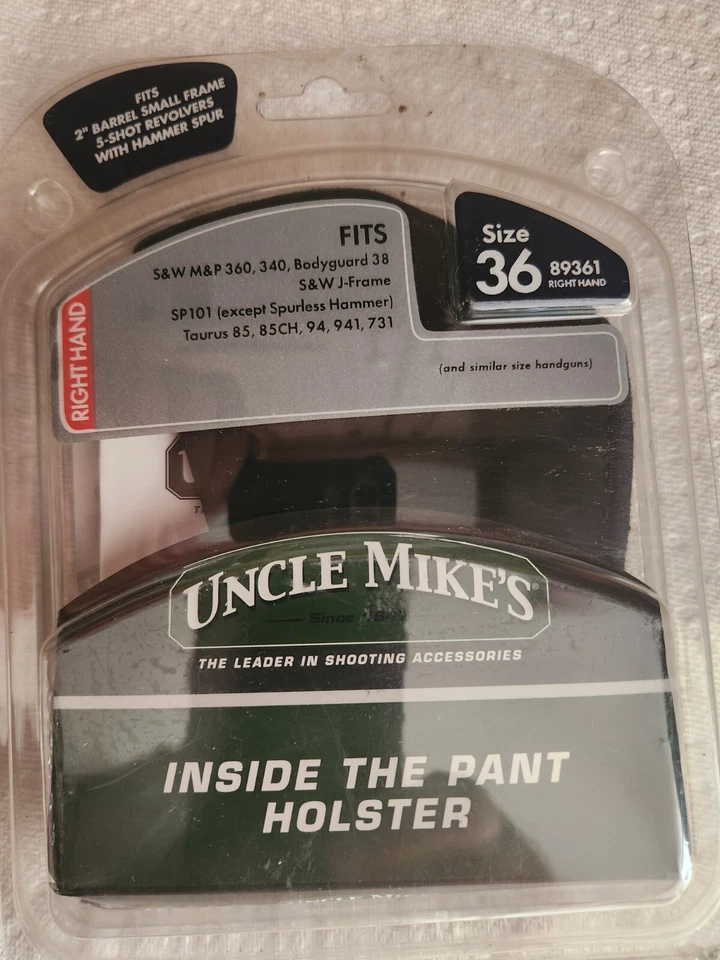 FITS
2" BARREL SMALL FRAME
5-SHOT REVOLVERS
WITH HAMMER SPUR
FITS
S&W M&P 360, 340, Bodyguard 38
S&W J-Frame
SP101 (except Spurless Hammer)
Taurus 85, 85CH, 94, 941, 731
(and similar size handguns)
RIGHT HAND
Size
36 89361
RIGHT HAND
UNCLE MIKE'S®
Since
THE LEADER IN SHOOTING ACCESSORIES
INSIDE THE PANT
HOLSTER